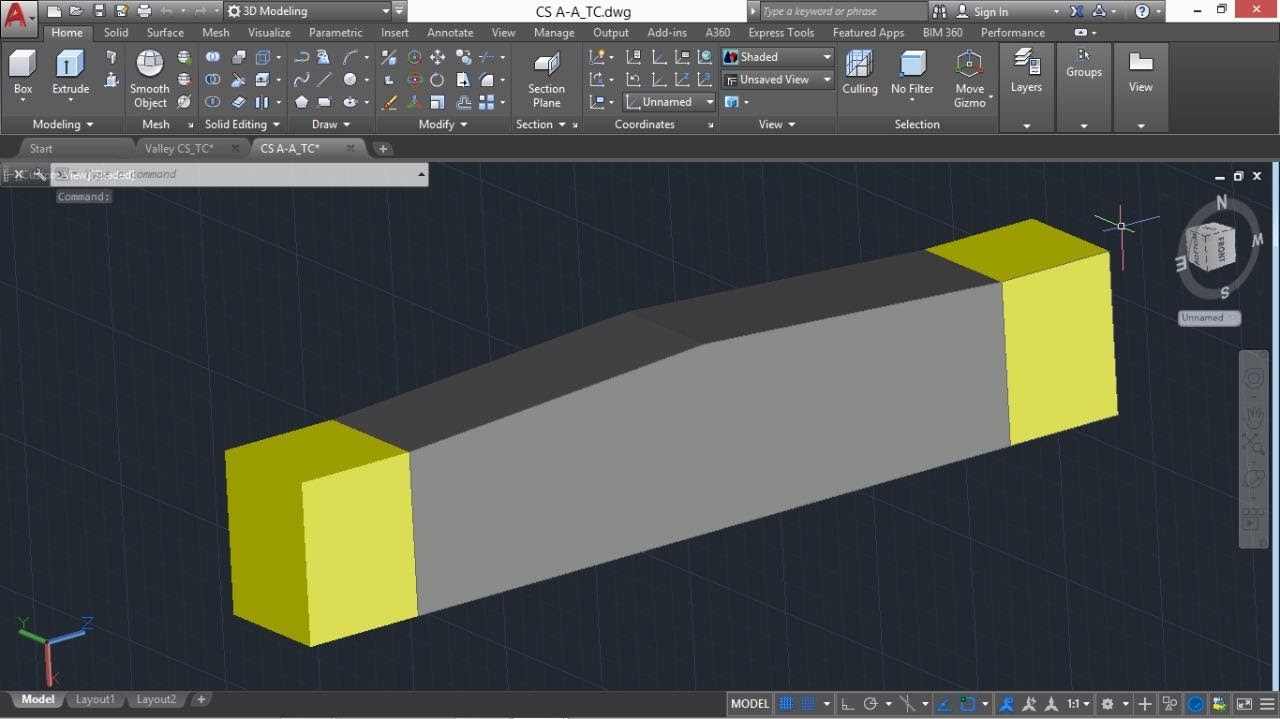 A
3D Modeling
CS A-A_TC.dwg
Type a keyword or phrase
Sign In
Home Solid Surface Mesh Visualize Parametric Insert Annotate View Manage Output Add-ins A360 Express Tools Featured Apps BIM 360 Performance
Box Extrude Smooth Object Section Plane Shaded Unsaved View Unnamed Culling No Filter Move Gizmo Layers Groups View
Modeling Mesh Solid Editing Draw Modify Section Coordinates View Selection
Start Valley CS_TC* CS A-A_TC*
Command:
N
W
FRONT
BOTTOM
E
S
Unnamed
Y Z
X
Model Layout1 Layout2
MODEL 1:1